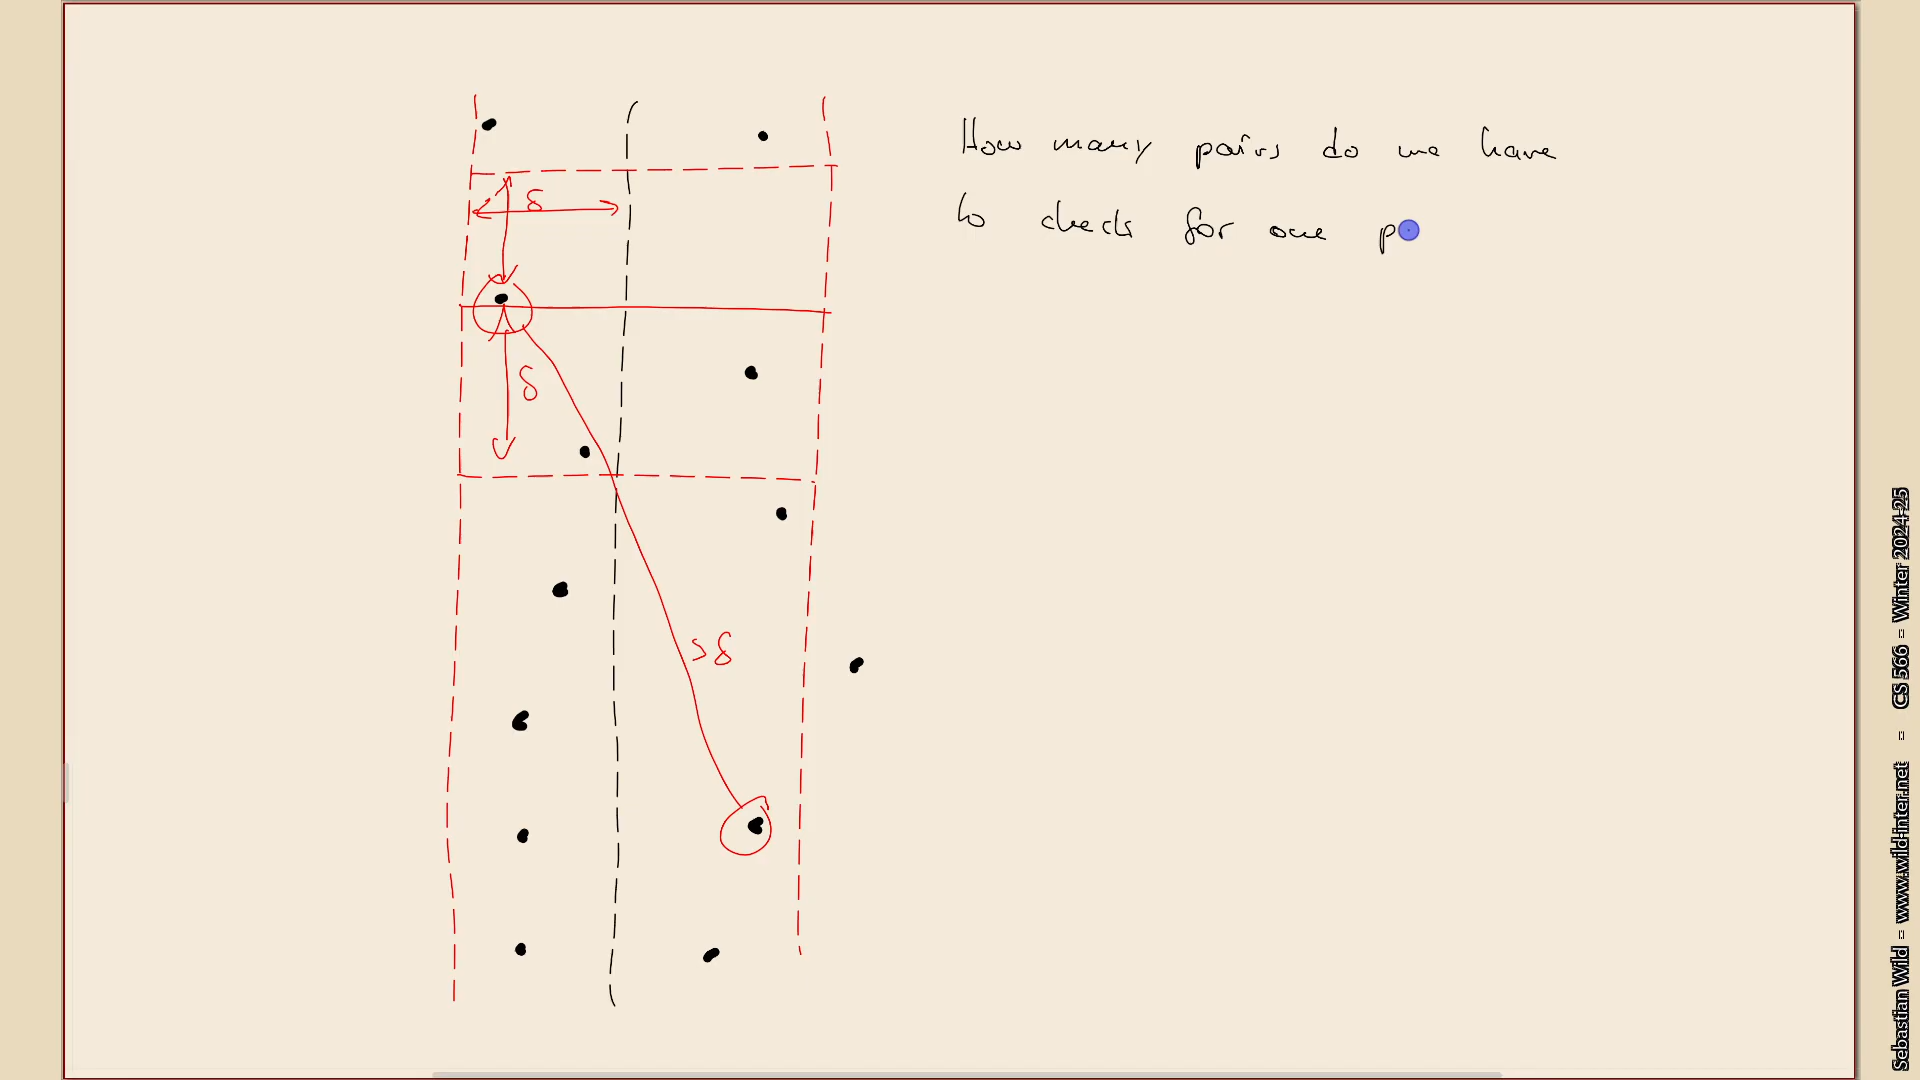 How many pairs do we have
to check for one p
δ
δ
>δ
Sebastian Wild - www.wild-inter.net - CS 566 - Winter 2024-25